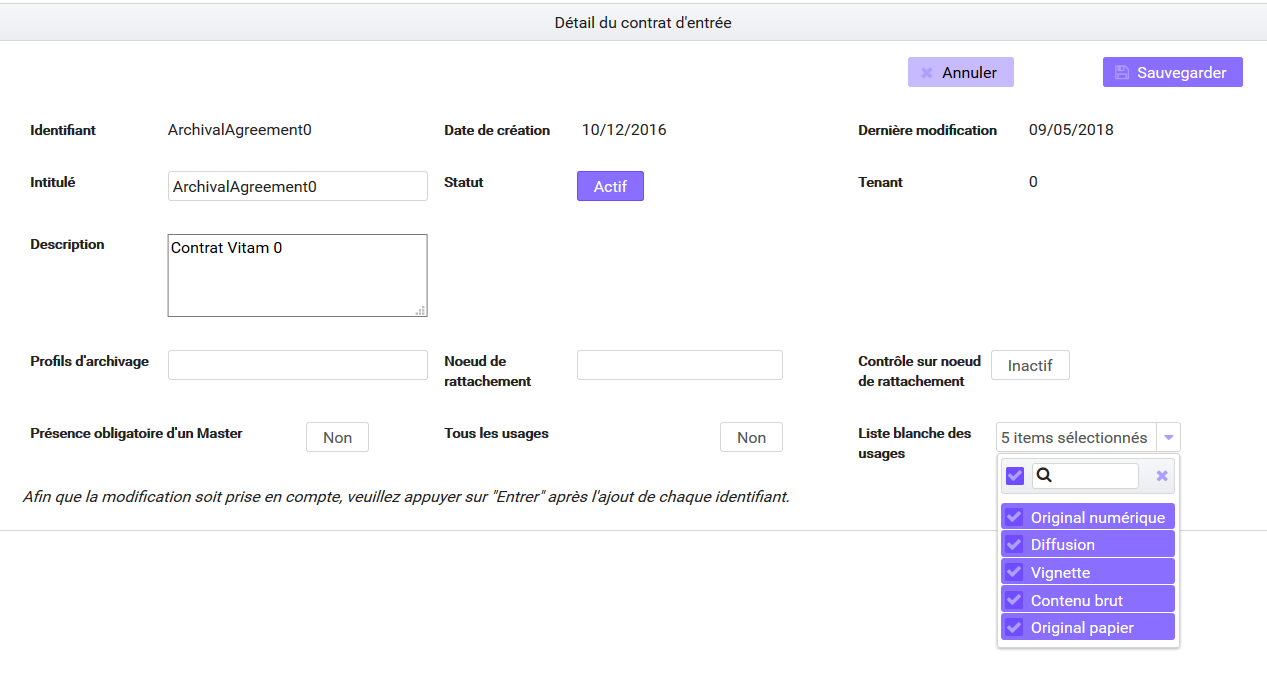 Détail du contrat d'entrée
Annuler
Sauvegarder
Identifiant
ArchivalAgreement0
Date de création
10/12/2016
Dernière modification
09/05/2018
Intitulé
ArchivalAgreement0
Statut
Actif
Tenant
0
Description
Contrat Vitam 0
Profils d'archivage
Noeud de
rattachement
Contrôle sur noeud
de rattachement
Inactif
Présence obligatoire d'un Master
Non
Tous les usages
Non
Liste blanche des
usages
5 items sélectionnés
Afin que la modification soit prise en compte, veuillez appuyer sur "Entrer" après l'ajout de chaque identifiant.
Original numérique
Diffusion
Vignette
Contenu brut
Original papier